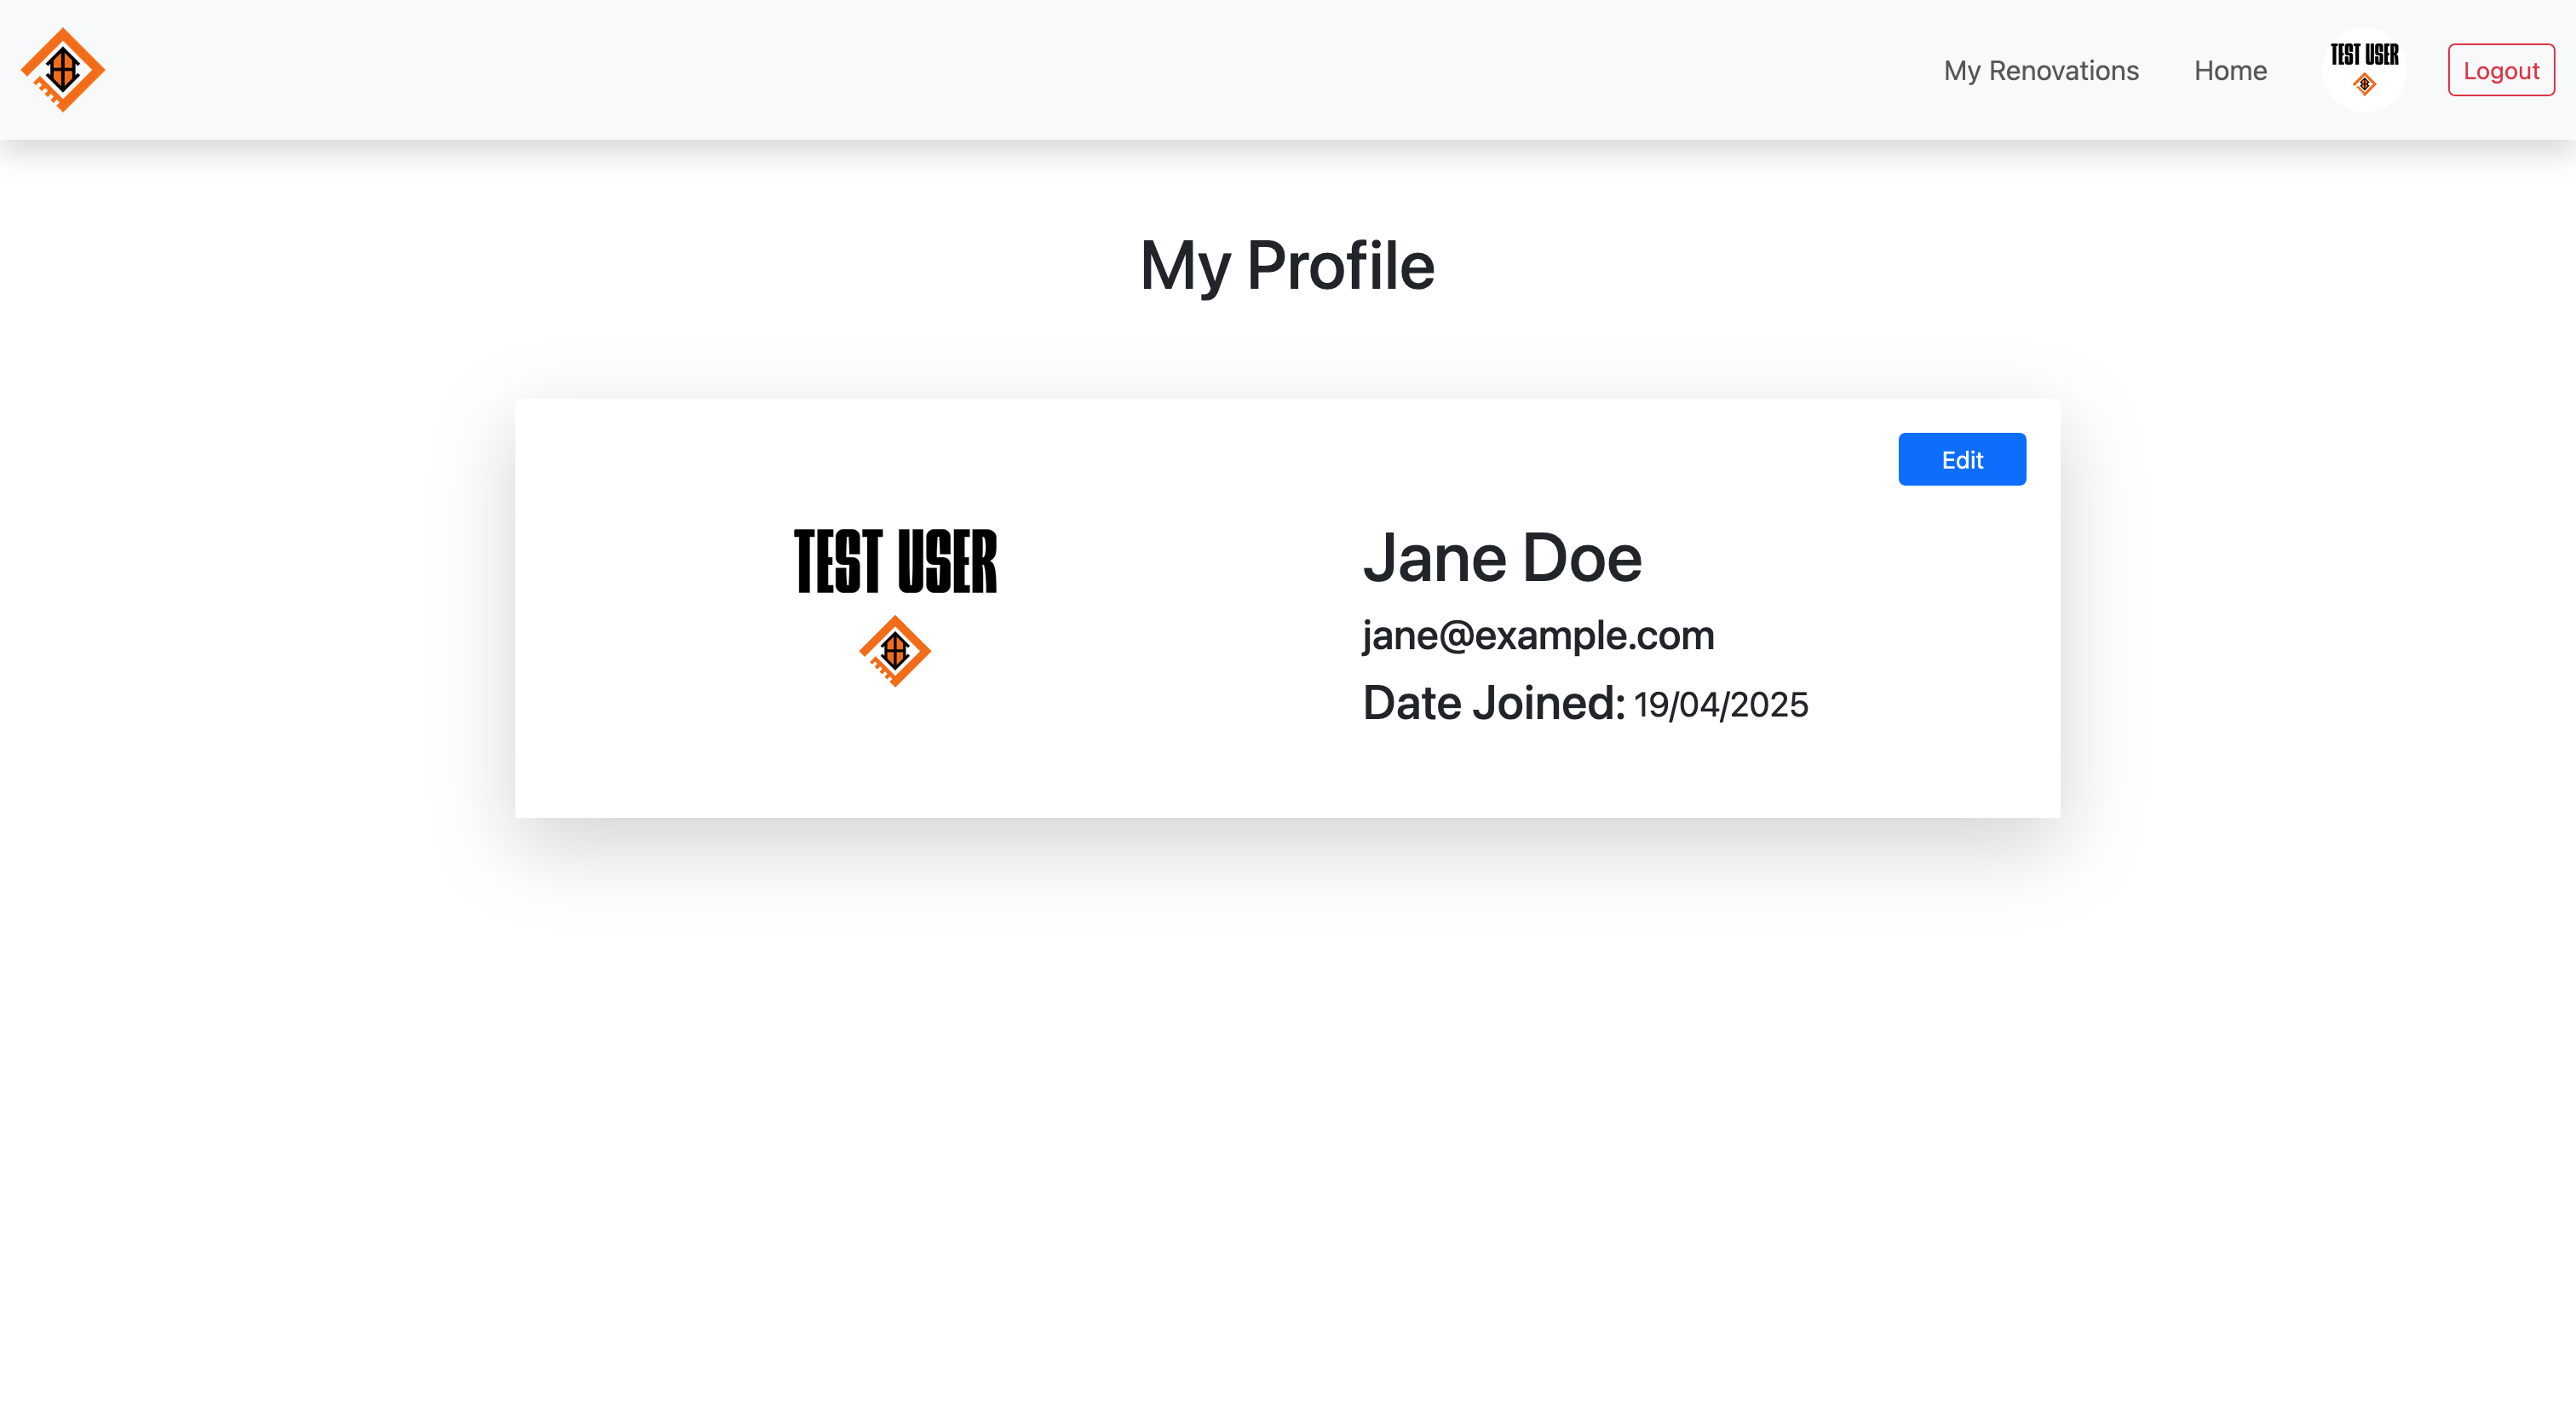 My Renovations
Home
TEST USER
Logout
My Profile
Edit
TEST USER
Jane Doe
jane@example.com
Date Joined: 19/04/2025